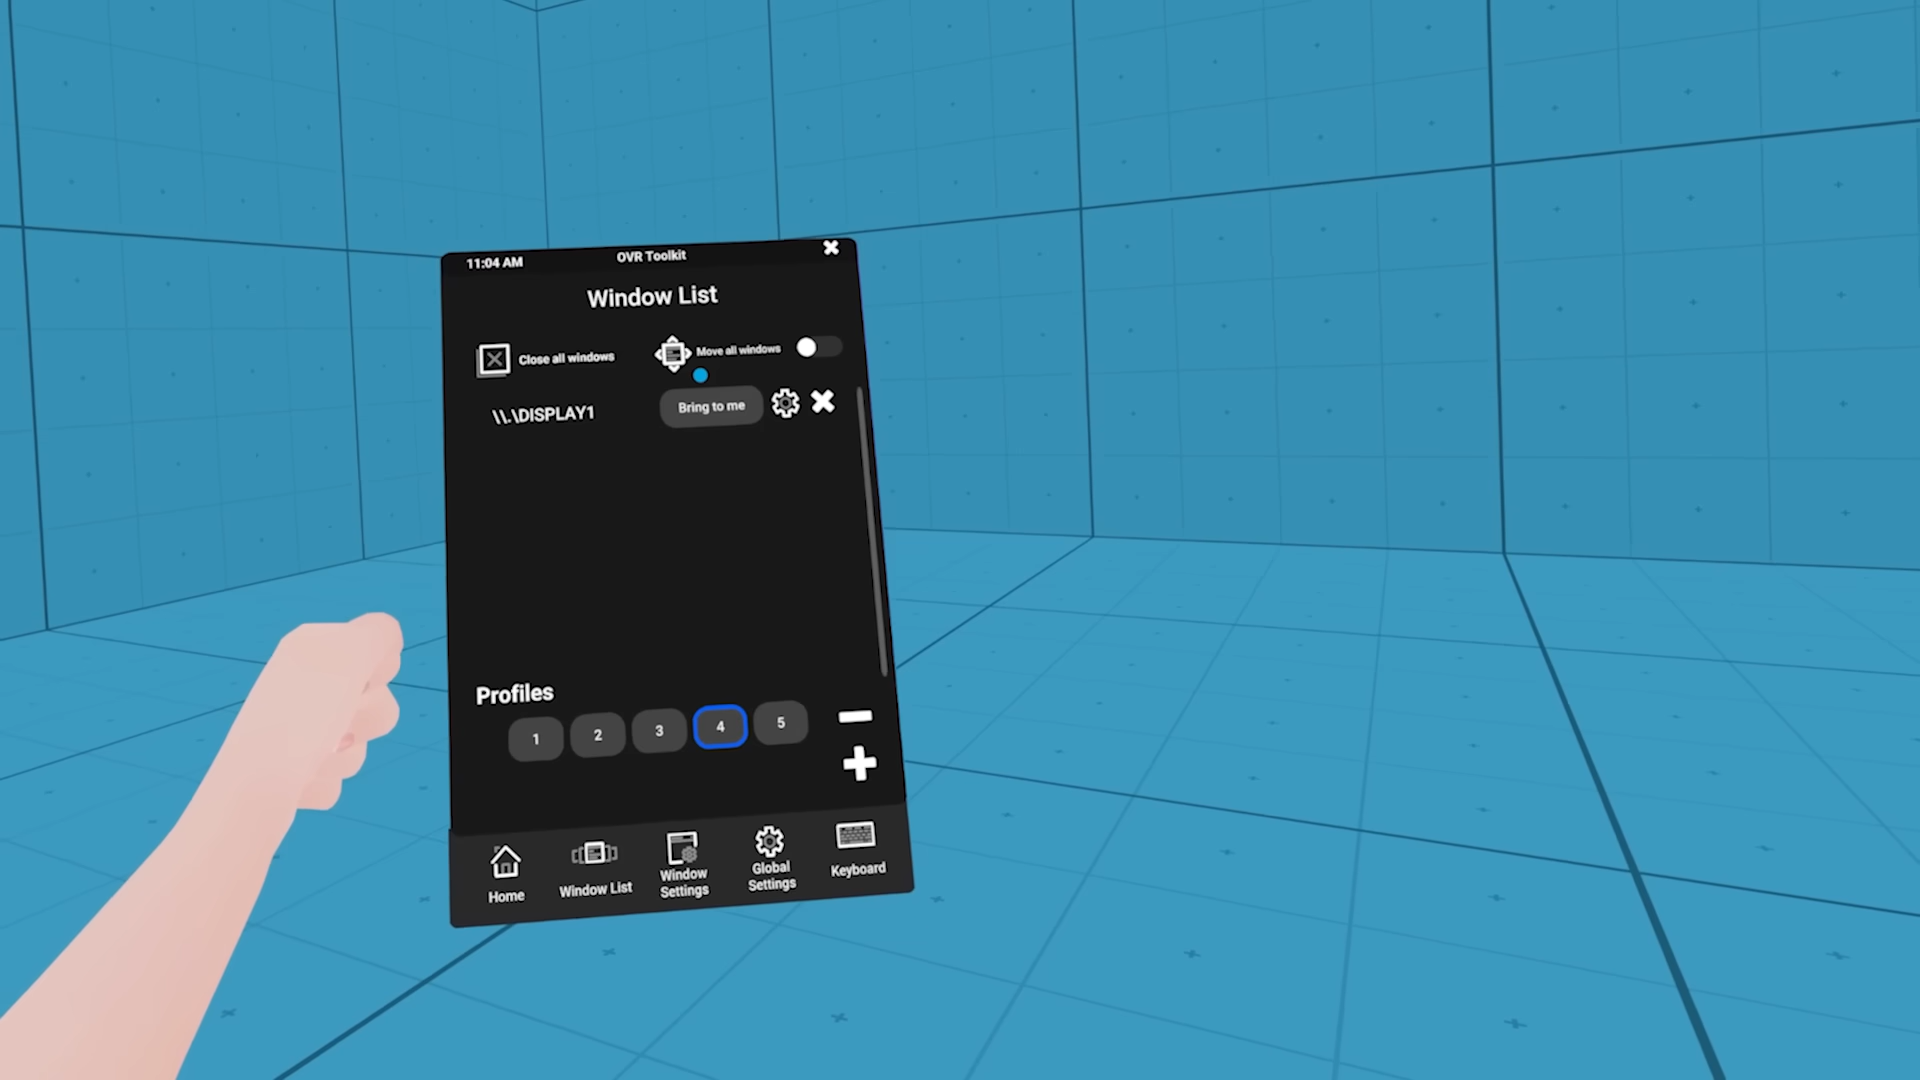 11:04 AM
OVR Toolkit
Window List
Close all windows
Move all windows
\\.\DISPLAY1
Bring to me
Profiles
1
2
3
4
5
Home
Window List
Window
Settings
Global
Settings
Keyboard